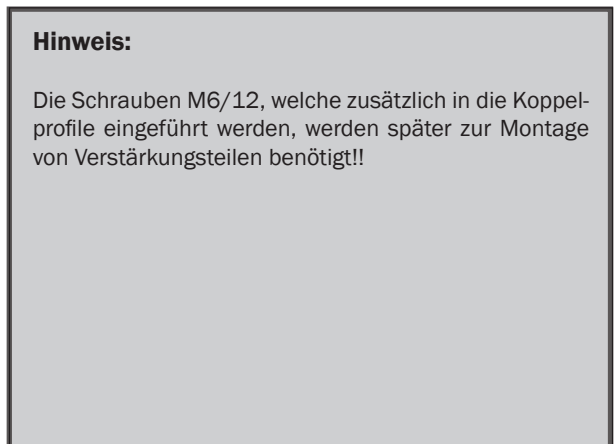 Hinweis:
Die Schrauben M6/12, welche zusätzlich in die Koppel-
profile eingeführt werden, werden später zur Montage
von Verstärkungsteilen benötigt!!